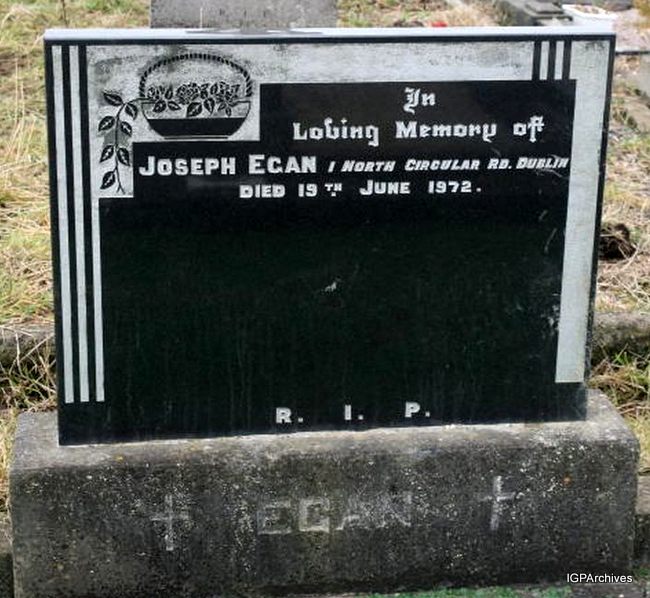 In
Loving Memory of
JOSEPH EGAN 1 NORTH CIRCULAR RD. DUBLIN
DIED 19TH JUNE 1972.
R. I. P.
EGAN
IGPArchives